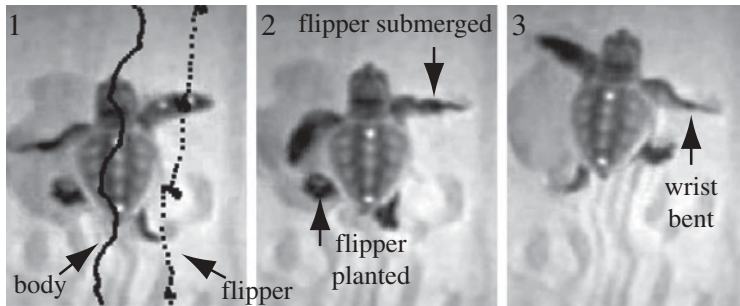 1
body
flipper
2
flipper submerged
flipper
planted
3
wrist
bent